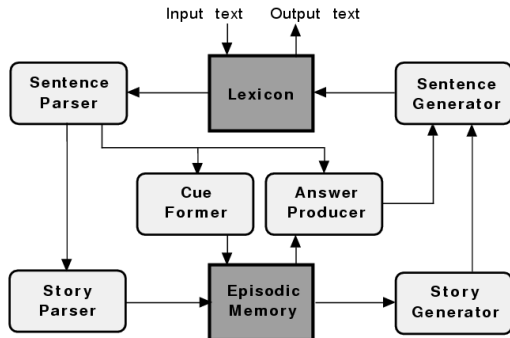 Input text Output text
Sentence
Parser
Lexicon
Sentence
Generator
Cue
Former
Answer
Producer
Story
Parser
Episodic
Memory
Story
Generator